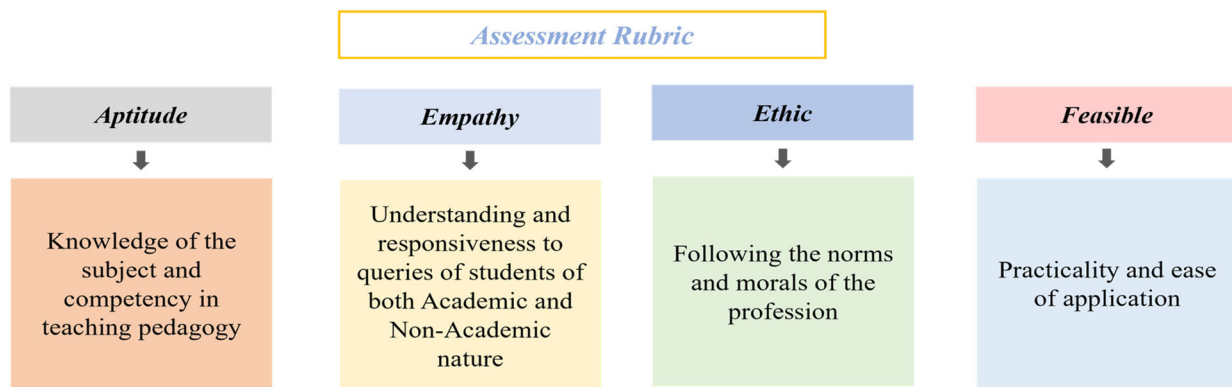 Assessment Rubric
Aptitude
Knowledge of the
subject and
competency in
teaching pedagogy
Empathy
Understanding and
responsiveness to
queries of students of
both Academic and
Non-Academic
nature
Ethic
Following the norms
and morals of the
profession
Feasible
Practicality and ease
of application